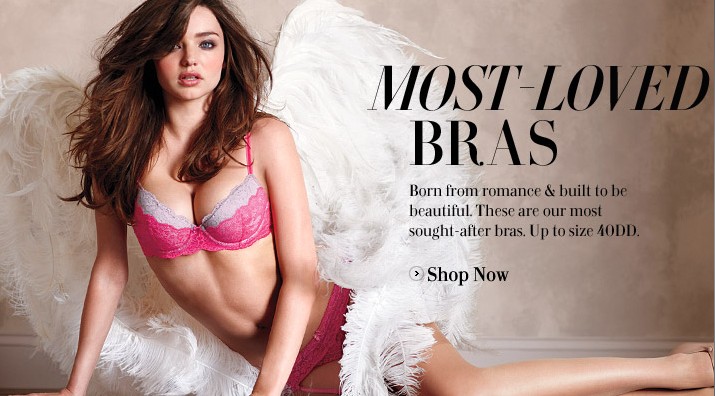 MOST-LOVED
BRAS
Born from romance & built to be
beautiful. These are our most
sought-after bras. Up to size 40DD.
Shop Now